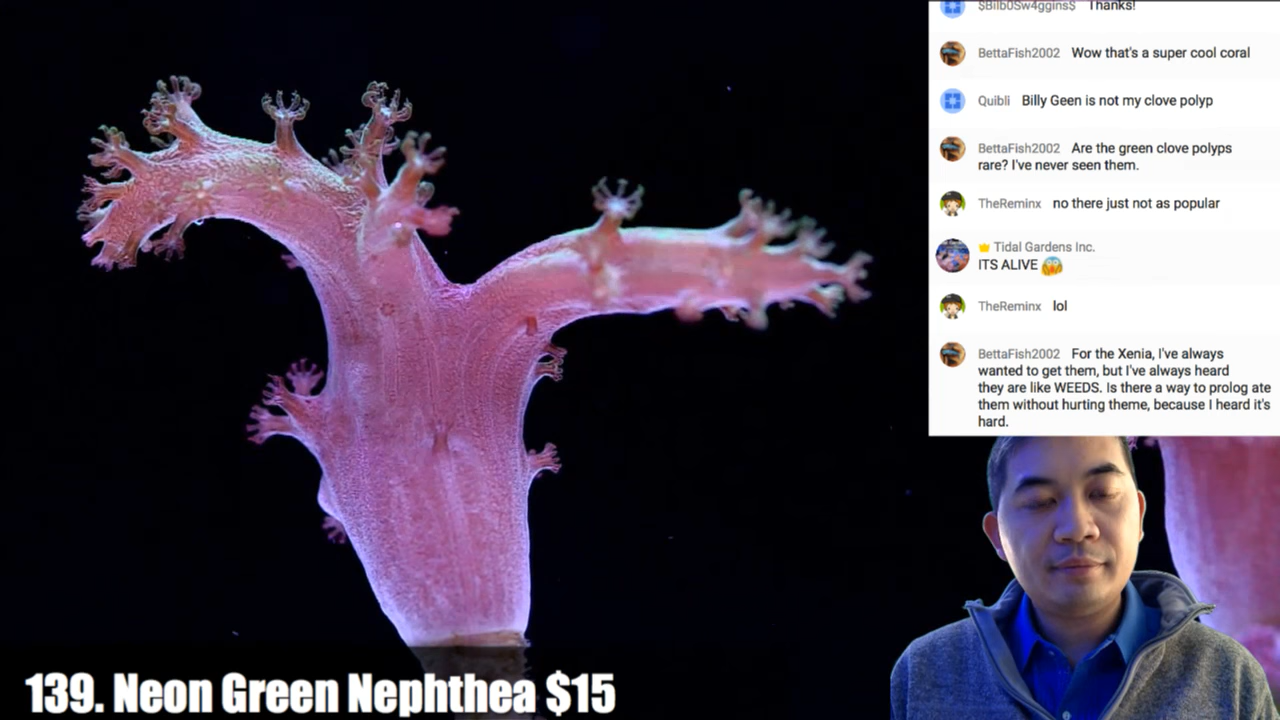 $Bilb0Sw4ggins$ Thanks!
BettaFish2002 Wow that's a super cool coral
Quibli Billy Geen is not my clove polyp
BettaFish2002 Are the green clove polyps
rare? I've never seen them.
TheReminx no there just not as popular
Tidal Gardens Inc.
ITS ALIVE 😱
TheReminx lol
BettaFish2002 For the Xenia, I've always
wanted to get them, but I've always heard
they are like WEEDS. Is there a way to prolog ate
them without hurting theme, because I heard it's
hard.
139. Neon Green Nephthea $15